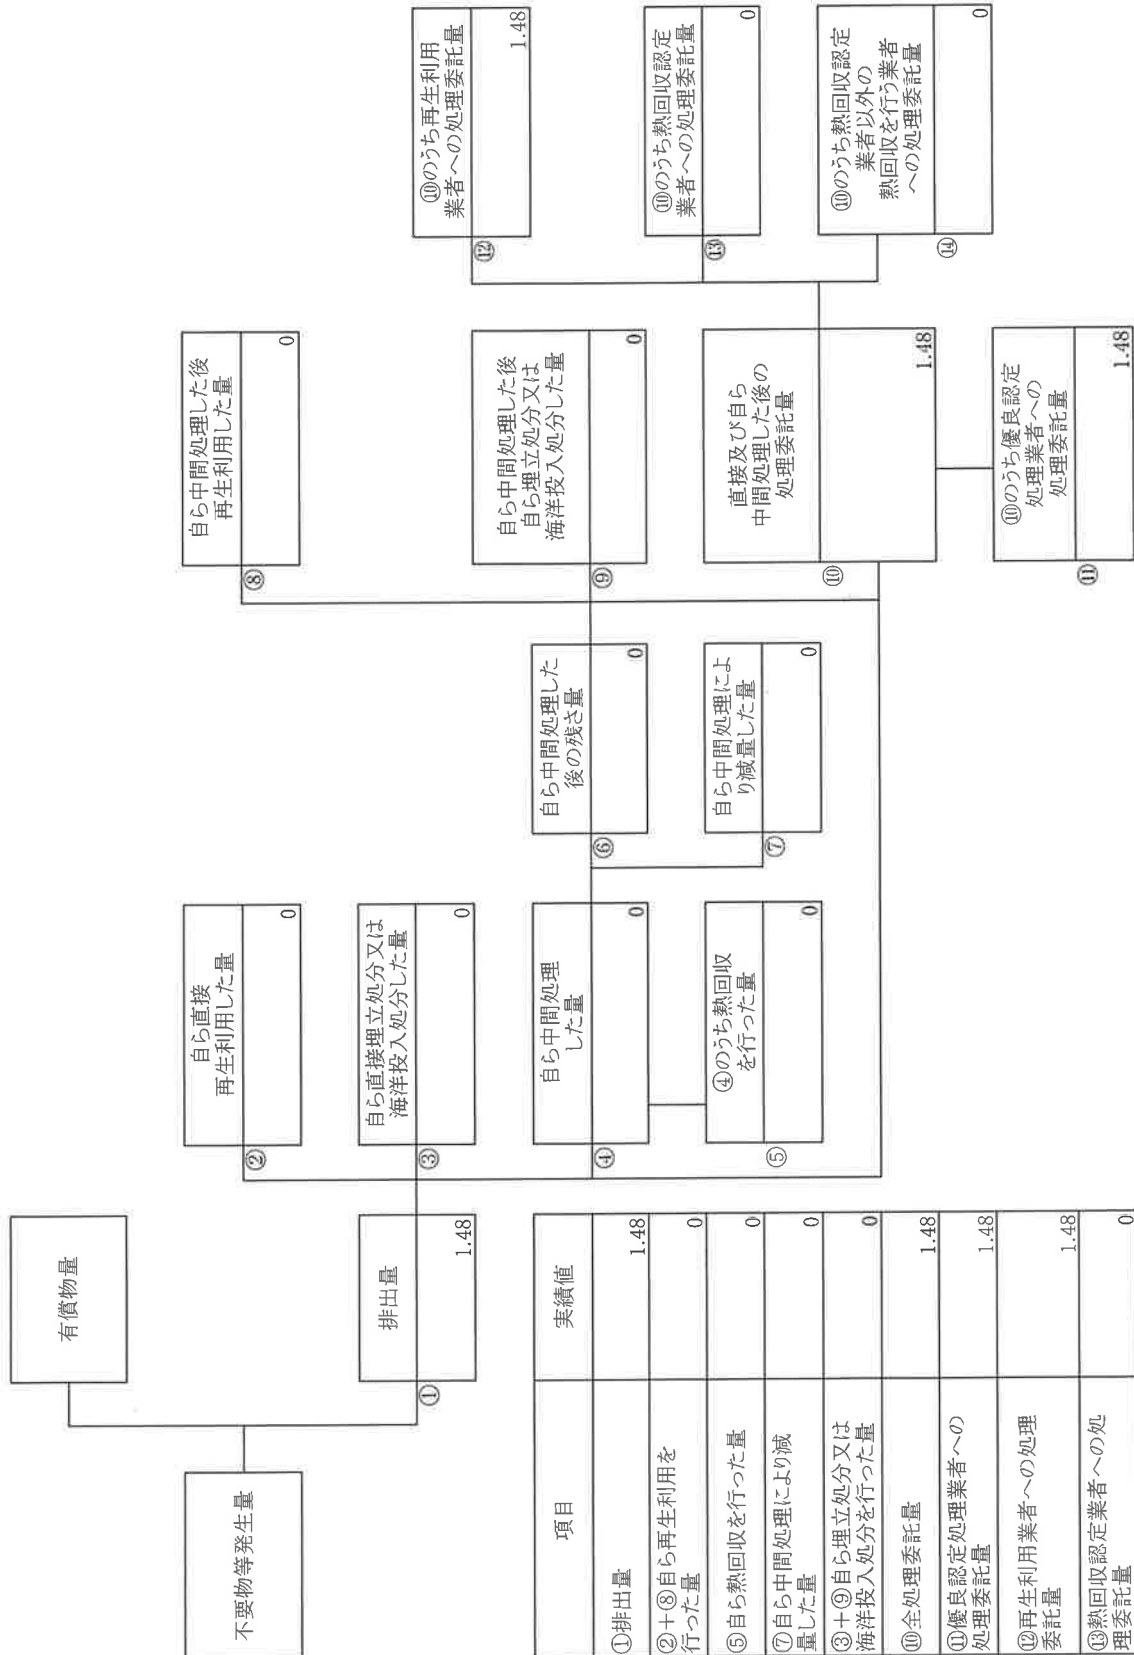 不要物等発生量
有償物量
排出量
①
1.48
自ら直接
再生利用した量
②
0
自ら直接埋立処分又は
海洋投入処分した量
③
0
自ら中間処理
した量
④
0
④のうち熱回収
を行った量
⑤
0
自ら中間処理した
後の残さ量
⑥
0
自ら中間処理によ
り減量した量
⑦
0
自ら中間処理した後
再生利用した量
⑧
0
自ら中間処理した後
自ら埋立処分又は
海洋投入処分した量
⑨
0
直接及び自ら
中間処理した後の
処理委託量
⑩
1.48
⑩のうち優良認定
処理業者への
処理委託量
⑪
1.48
⑩のうち再生利用
業者への処理委託量
⑫
1.48
⑩のうち熱回収認定
業者への処理委託量
⑬
0
⑩のうち熱回収認定
業者以外の
熱回収を行う業者
への処理委託量
⑭
0
項目
実績値
①排出量
1.48
②+⑧自ら再生利用を
行った量
0
⑤自ら熱回収を行った量
0
⑦自ら中間処理により減
量した量
0
③+⑨自ら埋立処分又は
海洋投入処分を行った量
0
⑩全処理委託量
1.48
⑪優良認定処理業者への
処理委託量
1.48
⑫再生利用業者への処理
委託量
1.48
⑬熱回収認定業者への処
理委託量
0